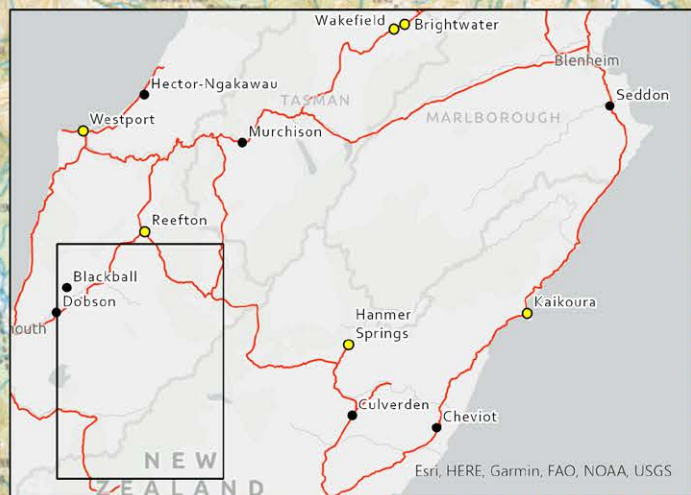 Wakefield
Brightwater
Blenheim
Hector-Ngakawau
TASMAN
Seddon
MARLBOROUGH
Westport
Murchison
Reefton
Blackball
Dobson
mouth
Kaikoura
Hanmer
Springs
Culverden
Cheviot
NEW
ZEALAND
Esri, HERE, Garmin, FAO, NOAA, USGS